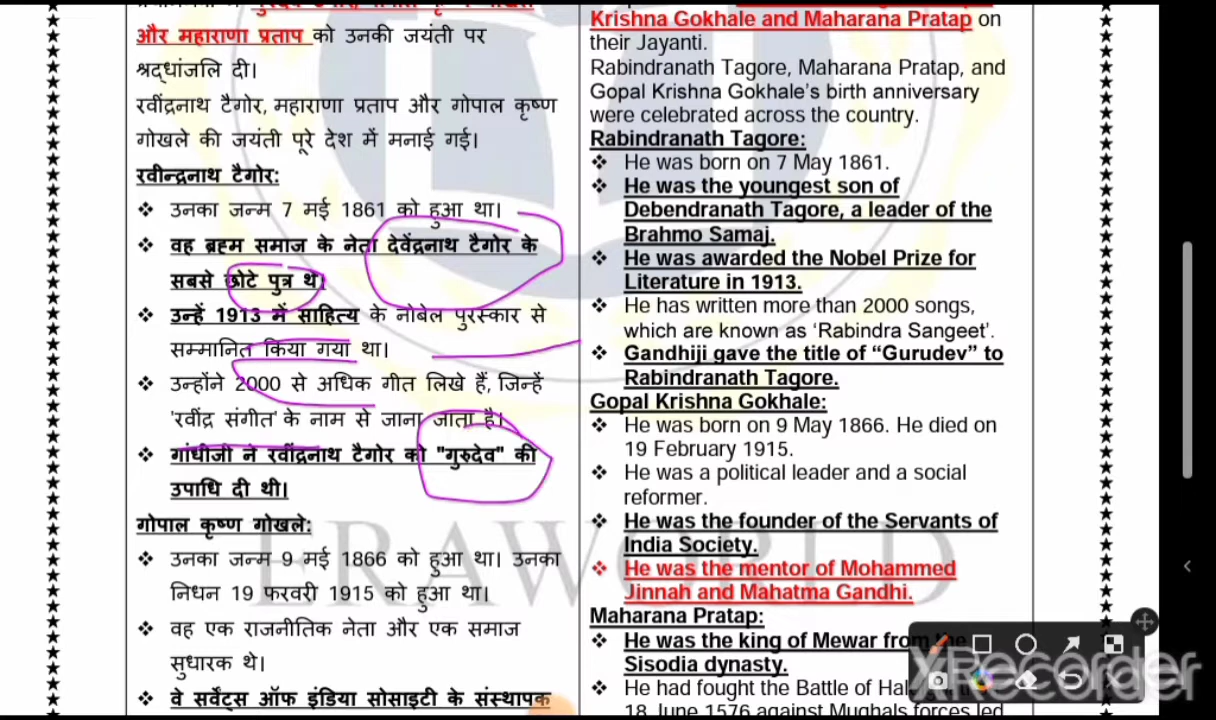 और महाराणा प्रताप को उनकी जयंती पर
श्रद्धांजलि दी।
रवींद्रनाथ टैगोर, महाराणा प्रताप और गोपाल कृष्ण
गोखले की जयंती पूरे देश में मनाई गई।
रवीन्द्रनाथ टैगोर:
❖ उनका जन्म 7 मई 1861 को हुआ था।
❖ वह ब्रह्म समाज के नेता देवेंद्रनाथ टैगोर के
सबसे छोटे पुत्र थे।
❖ उन्हें 1913 में साहित्य के नोबेल पुरस्कार से
सम्मानित किया गया था।
❖ उन्होंने 2000 से अधिक गीत लिखे हैं, जिन्हें
'रवींद्र संगीत' के नाम से जाना जाता है।
❖ गांधीजी ने रवींद्रनाथ टैगोर को "गुरुदेव" की
उपाधि दी थी।
गोपाल कृष्ण गोखले:
❖ उनका जन्म 9 मई 1866 को हुआ था। उनका
निधन 19 फरवरी 1915 को हुआ था।
❖ वह एक राजनीतिक नेता और एक समाज
सुधारक थे।
❖ वे सर्वेंट्स ऑफ इंडिया सोसाइटी के संस्थापक
Krishna Gokhale and Maharana Pratap on
their Jayanti.
Rabindranath Tagore, Maharana Pratap, and
Gopal Krishna Gokhale's birth anniversary
were celebrated across the country.
Rabindranath Tagore:
❖ He was born on 7 May 1861.
❖ He was the youngest son of
Debendranath Tagore, a leader of the
Brahmo Samaj.
❖ He was awarded the Nobel Prize for
Literature in 1913.
❖ He has written more than 2000 songs,
which are known as ‘Rabindra Sangeet’.
❖ Gandhiji gave the title of “Gurudev” to
Rabindranath Tagore.
Gopal Krishna Gokhale:
❖ He was born on 9 May 1866. He died on
19 February 1915.
❖ He was a political leader and a social
reformer.
❖ He was the founder of the Servants of
India Society.
❖ He was the mentor of Mohammed
Jinnah and Mahatma Gandhi.
Maharana Pratap:
❖ He was the king of Mewar from the
Sisodia dynasty.
❖ He had fought the Battle of
18 June 1576 against Mughals forces led
ERAWORLD
XRecorder